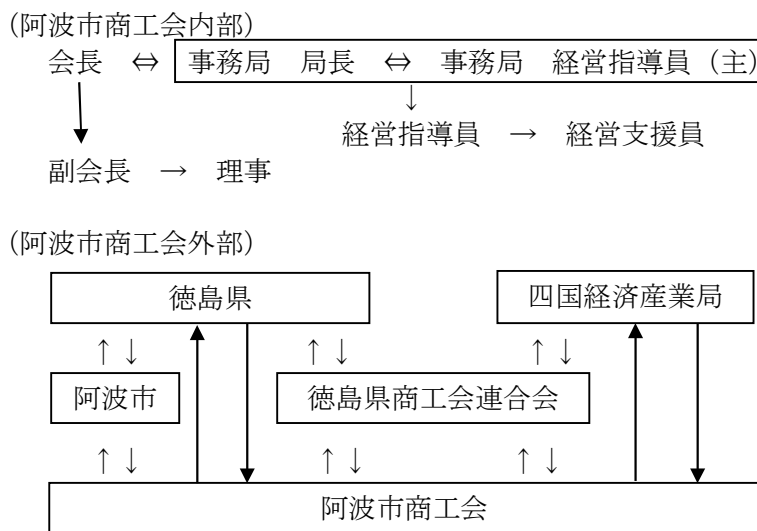 (阿波市商工会内部)
会長 ⇔ 事務局 局長 ⇔ 事務局 経営指導員(主)
↓
経営指導員 → 経営支援員
副会長 → 理事
(阿波市商工会外部)
徳島県 四国経済産業局
↑↓ ↑↓ ↑↓
阿波市 徳島県商工会連合会
↑↓ ↑↓ ↑↓
阿波市商工会